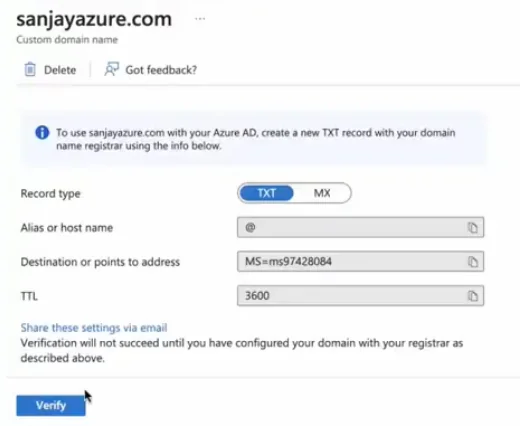 sanjayazure.com ...
Custom domain name
Delete Got feedback?
To use sanjayazure.com with your Azure AD, create a new TXT record with your domain
name registrar using the info below.
Record type TXT MX
Alias or host name @
Destination or points to address MS=ms97428084
TTL 3600
Share these settings via email
Verification will not succeed until you have configured your domain with your registrar as
described above.
Verify